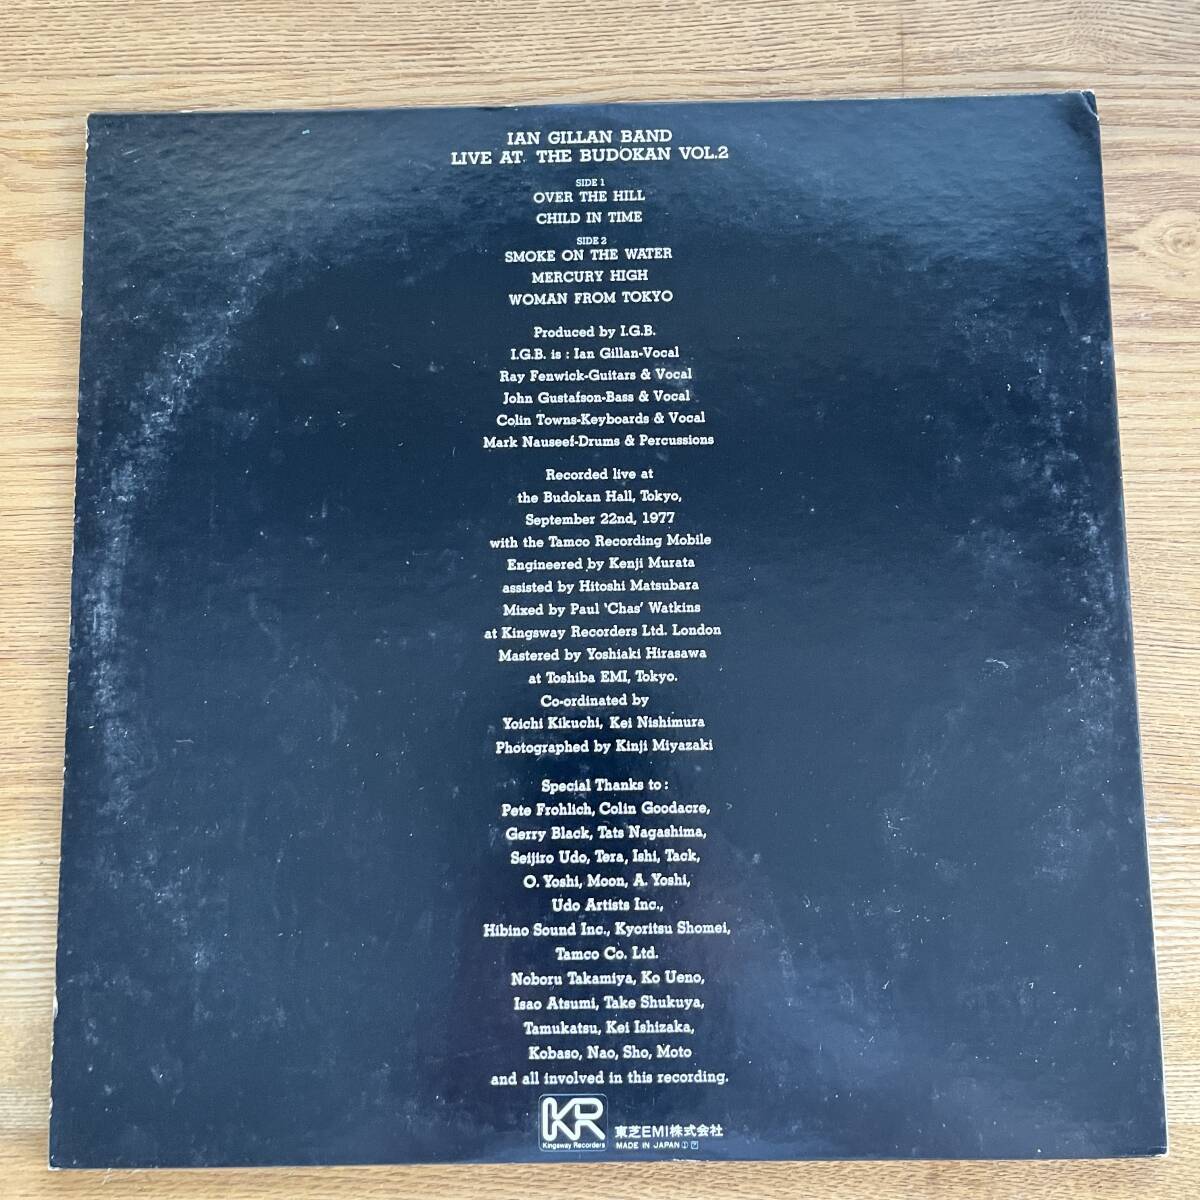 IAN GILLAN BAND
LIVE AT THE BUDOKAN VOL.2
SIDE 1
OVER THE HILL
CHILD IN TIME
SIDE 2
SMOKE ON THE WATER
MERCURY HIGH
WOMAN FROM TOKYO
Produced by I.G.B.
I.G.B. is : Ian Gillan-Vocal
Ray Fenwick-Guitars & Vocal
John Gustafson-Bass & Vocal
Colin Towns-Keyboards & Vocal
Mark Nauseef-Drums & Percussions
Recorded live at
the Budokan Hall, Tokyo,
September 22nd, 1977
with the Tamco Recording Mobile
Engineered by Kenji Murata
assisted by Hitoshi Matsubara
Mixed by Paul ‘Chas’ Watkins
at Kingsway Recorders Ltd. London
Mastered by Yoshiaki Hirasawa
at Toshiba EMI, Tokyo.
Co-ordinated by
Yoichi Kikuchi, Kei Nishimura
Photographed by Kinji Miyazaki
Special Thanks to :
Pete Frohlich, Colin Goodacre,
Gerry Black, Tats Nagashima,
Seijiro Udo, Tera, Ishi, Tack,
O. Yoshi, Moon, A. Yoshi,
Udo Artists Inc.,
Hibino Sound Inc., Kyoritsu Shomei,
Tamco Co. Ltd.
Noboru Takamiya, Ko Ueno,
Isao Atsumi, Take Shukuya,
Tamukatsu, Kei Ishizaka,
Kobaso, Nao, Sho, Moto
and all involved in this recording.
KR
Kingsway Recorders
東芝EMI株式会社
MADE IN JAPAN